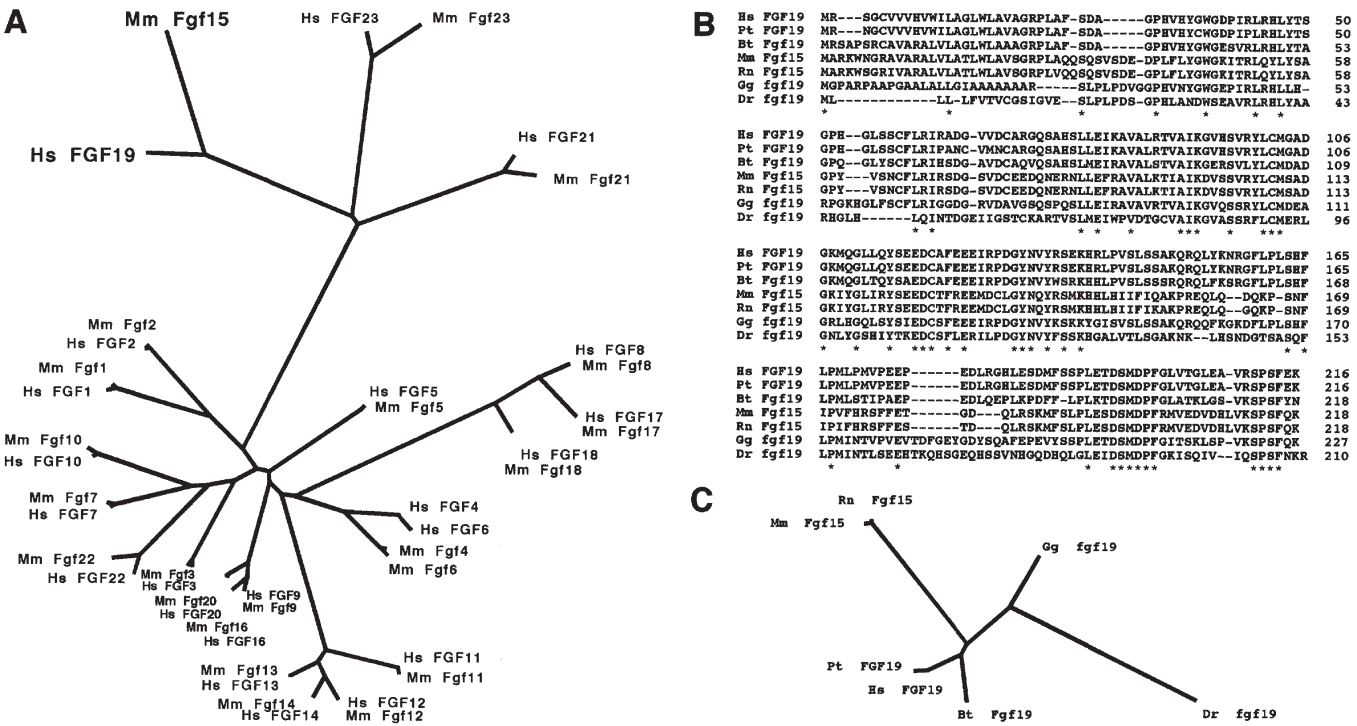 A
Mm Fgf15
Hs FGF23
Mm Fgf23
Hs FGF19
Hs FGF21
Mm Fgf21
Mm Fgf2
Hs FGF2
Mm Fgf1
Hs FGF1
Mm Fgf10
Hs FGF10
Mm Fgf7
Hs FGF7
Mm Fgf22
Hs FGF22
Mm Fgf3
Hs FGF3
Mm Fgf20
Hs FGF20
Mm Fgf16
Hs FGF16
Hs FGF9
Mm Fgf9
Hs FGF5
Mm Fgf5
Hs FGF8
Mm Fgf8
Hs FGF17
Mm Fgf17
Hs FGF18
Mm Fgf18
Hs FGF4
Hs FGF6
Mm Fgf4
Mm Fgf6
Hs FGF11
Mm Fgf11
Mm Fgf13
Hs FGF13
Mm Fgf14
Hs FGF14
Hs FGF12
Mm Fgf12
B
Hs FGF19 MR---SGCVVVHVWILAGLWLAVAGRPLAF-SDA-----GPHVHYGWGDPIRLRHLYTS 50
Pt FGF19 MR---NGCVVVHVWILAGLWLAVAGRPLAF-SDA-----GPHVHYCWGDPIRLRHLYTS 50
Bt FGF19 MRSAPSRCAVARALVLAGLWLAAAGRPLAF-SDA-----GPHVHYGWGESVRLRHLYTA 53
Mm Fgf15 MARKWNGRAVARALVLATLWLAVSGRPLAQQSQSVSDE-DPLFLYGWGKITRLQYLYSA 58
Rn Fgf15 MARKWSGRIVARALVLATLWLAVSGRPLVQQSQSVSDE-GPLFLYGWGKITRLQYLYSA 58
Gg fgf19 MGPARPAAPGAALALLGIAAAAAAAR-----SLPLPDVGGPHVNYGWGEPIRLRHLLH- 53
Dr fgf19 ML------------LL-LFVTVCGSIGVE--SLPLPDS-GPHLANDWSEAVRLRHLYAA 43
* * * * * *
Hs FGF19 GPH--GLSSCFLRIRADG-VVDCARGQSAHSLLEIKAVALRTVAIKGVHSVRYLCMGAD 106
Pt FGF19 GPH--GLSSCFLRIPANC-VMNCARGQSAHSLLEIKAVALRTVAIKGVHSVRYLCMGAD 106
Bt FGF19 GPQ--GLYSCFLRIHSDG-AVDCAQVQSAHSLMEIRAVALSTVAIKGERSVLYLCMDAD 109
Mm Fgf15 GPY---VSNCFLRIRSDG-SVDCEEDQNERNLLEFRAVALKTIAIKDVSSVRYLCMSAD 113
Rn Fgf15 GPY---VSNCFLRIRSDG-SVDCEEDQNERNLLEFRAVALKTIAIKDVSSVRYLCMSAD 113
Gg fgf19 RPGKHGLFSCFLRIGGDG-RVDAVGSQSPQSLLEIRAVAVRTVAIKGVQSSRYLCMDEA 111
Dr fgf19 RHGLH------LQINTDGEIIGSTCKARTVSLMEIWPVDTGCVAIKGVASSRFLCMERL 96
* * * * * *** ***
Hs FGF19 GKMQGLLQYSEEDCAFEEEIRPDGYNVYRSEKHRLPVSLSSAKQRQLYKNRGFLPLSHF 165
Pt FGF19 GKMQGLLQYSEEDCAFEEEIRPDGYNVYRSEKHRLPVSLSSAKQRQLYKNRGFLPLSHF 165
Bt FGF19 GKMQGLTQYSAEDCAFEEEIRPDGYNVYRSEKHHLPVSLSSSRQRQLFKSRGFLPLSHF 168
Mm Fgf15 GKIYGLIRYSEEDCTFREEMDCLGYNQYRSMKHHLHIIFIQAKPREQLQ--DQKP-SNF 169
Rn Fgf15 GKIYGLIRYSEEDCTFREEMDCLGYNQYRSMKHHLHIIFIKAKPREQLQ--GQKP-SNF 169
Gg fgf19 GRLHGQLSYSIEDCSFEEEIRPDGYNVYKSKKYGISVSLSSAKQRQQFKGKDFLPLSHF 170
Dr fgf19 GNLYGSHIYTKEDCSFLERILPDGYNVYFSSKHGALVTLSGAKNK--LHSNDGTSASQF 153
* * * *** * * *** * * * * *
Hs FGF19 LPMLPMVPEEP------EDLRGHLESDMFSSPLETDSMDPFGLVTGLEA-VRSPSFEK 216
Pt FGF19 LPMLPMVPEEP------EDLRGHLESDMFSSPLETDSMDPFGLVTGLEA-VRSPSFEK 216
Bt FGF19 LPMLSTIPAEP------EDLQEPLKPDFF-LPLKTDSMDPFGLATKLGS-VKSPSFYN 218
Mm Fgf15 IPVFHRSFFET------GD---QLRSKMFSLPLESDSMDPFRMVEDVDHLVKSPSFQK 218
Rn Fgf15 IPIFHRSFFES------TD---QLRSKMFSLPLESDSMDPFRMVEDVDHLVKSPSFQK 218
Gg fgf19 LPMINTVPVEVTDFGEYGDYSQAFEPEVYSSPLETDSMDPFGITSKLSP-VKSPSFQK 227
Dr fgf19 LPMINTLSEEHTKQHSGEQHSSVNHGQDHQLGLEIDSMDPFGKISQIV--IQSPSFNKR 210
* * * ****** ****
C
Rn Fgf15
Mm Fgf15
Gg fgf19
Pt FGF19
Hs FGF19
Bt Fgf19
Dr fgf19